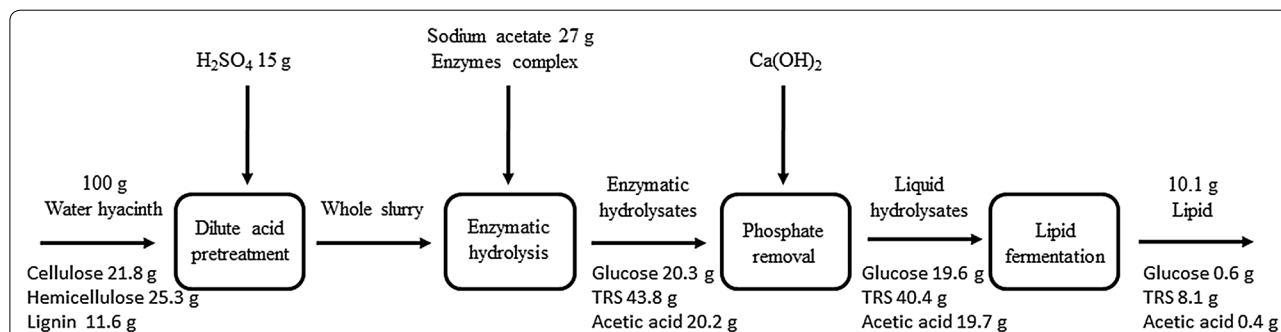 H₂SO₄ 15 g
Sodium acetate 27 g
Enzymes complex
Ca(OH)₂
100 g
Water hyacinth
Cellulose 21.8 g
Hemicellulose 25.3 g
Lignin 11.6 g
Dilute acid
pretreatment
Whole slurry
Enzymatic
hydrolysis
Enzymatic
hydrolysates
Glucose 20.3 g
TRS 43.8 g
Acetic acid 20.2 g
Phosphate
removal
Liquid
hydrolysates
Glucose 19.6 g
TRS 40.4 g
Acetic acid 19.7 g
Lipid
fermentation
10.1 g
Lipid
Glucose 0.6 g
TRS 8.1 g
Acetic acid 0.4 g